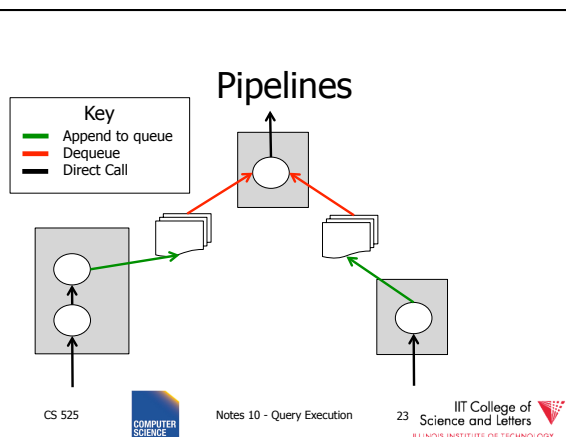 Pipelines
Key
Append to queue
Dequeue
Direct Call
CS 525
COMPUTER
SCIENCE
Notes 10 - Query Execution
23
IIT College of
Science and Letters
ILLINOIS INSTITUTE OF TECHNOLOGY